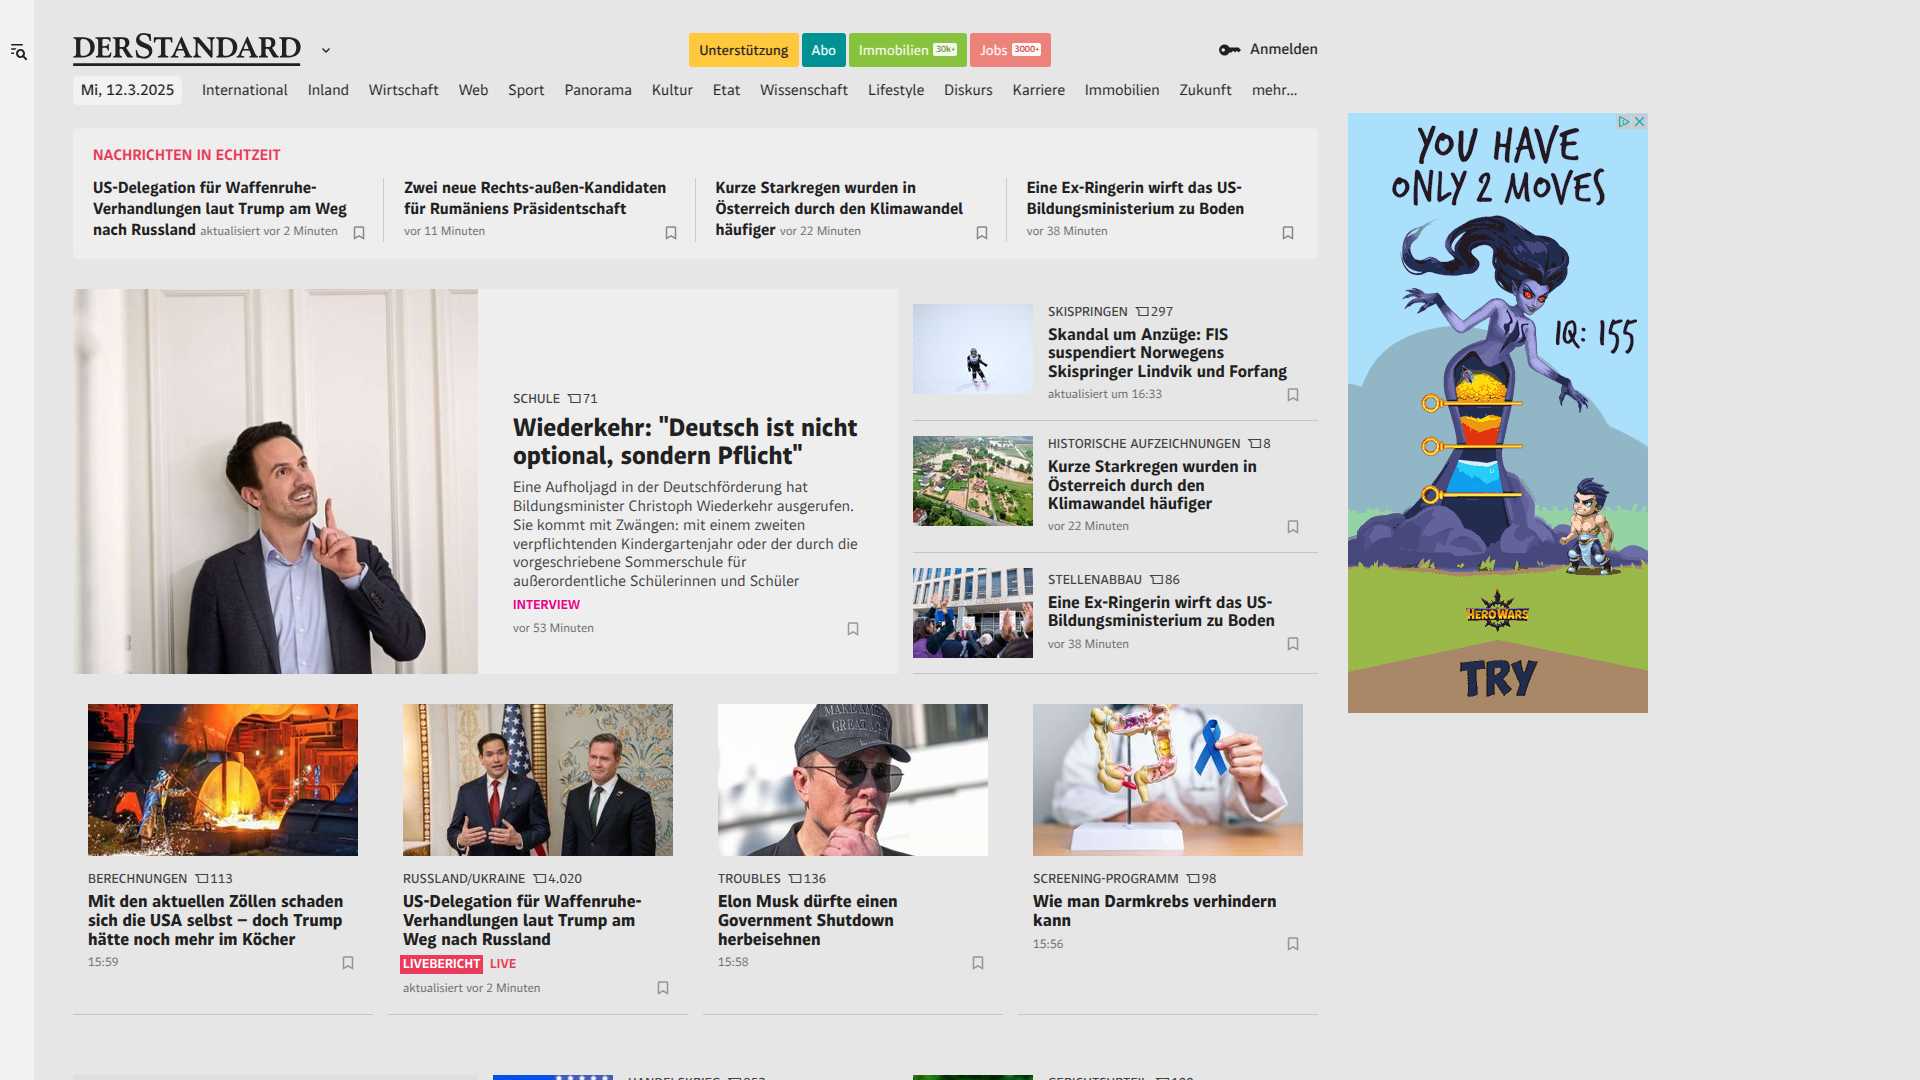 DERSTANDARD
Unterstützung
Abo
Immobilien 30k+
Jobs 3000+
Anmelden
Mi, 12.3.2025
International
Inland
Wirtschaft
Web
Sport
Panorama
Kultur
Etat
Wissenschaft
Lifestyle
Diskurs
Karriere
Immobilien
Zukunft
mehr...
NACHRICHTEN IN ECHTZEIT
US-Delegation für Waffenruhe-
Verhandlungen laut Trump am Weg
nach Russland aktualisiert vor 2 Minuten
Zwei neue Rechts-außen-Kandidaten
für Rumäniens Präsidentschaft
vor 11 Minuten
Kurze Starkregen wurden in
Österreich durch den Klimawandel
häufiger vor 22 Minuten
Eine Ex-Ringerin wirft das US-
Bildungsministerium zu Boden
vor 38 Minuten
SCHULE 71
Wiederkehr: "Deutsch ist nicht
optional, sondern Pflicht"
Eine Aufholjagd in der Deutschförderung hat
Bildungsminister Christoph Wiederkehr ausgerufen.
Sie kommt mit Zwängen: mit einem zweiten
verpflichtenden Kindergartenjahr oder der durch die
vorgeschriebene Sommerschule für
außerordentliche Schülerinnen und Schüler
INTERVIEW
vor 53 Minuten
SKISPRINGEN 297
Skandal um Anzüge: FIS
suspendiert Norwegens
Skispringer Lindvik und Forfang
aktualisiert um 16:33
HISTORISCHE AUFZEICHNUNGEN 8
Kurze Starkregen wurden in
Österreich durch den
Klimawandel häufiger
vor 22 Minuten
STELLENABBAU 86
Eine Ex-Ringerin wirft das US-
Bildungsministerium zu Boden
vor 38 Minuten
YOU HAVE
ONLY 2 MOVES
IQ: 155
HERO WARS
TRY
BERECHNUNGEN 113
Mit den aktuellen Zöllen schaden
sich die USA selbst – doch Trump
hätte noch mehr im Köcher
15:59
RUSSLAND/UKRAINE 4.020
US-Delegation für Waffenruhe-
Verhandlungen laut Trump am
Weg nach Russland
LIVEBERICHT LIVE
aktualisiert vor 2 Minuten
MAKE AMERICA
GREAT AG
TROUBLES 136
Elon Musk dürfte einen
Government Shutdown
herbeisehnen
15:58
SCREENING-PROGRAMM 98
Wie man Darmkrebs verhindern
kann
15:56